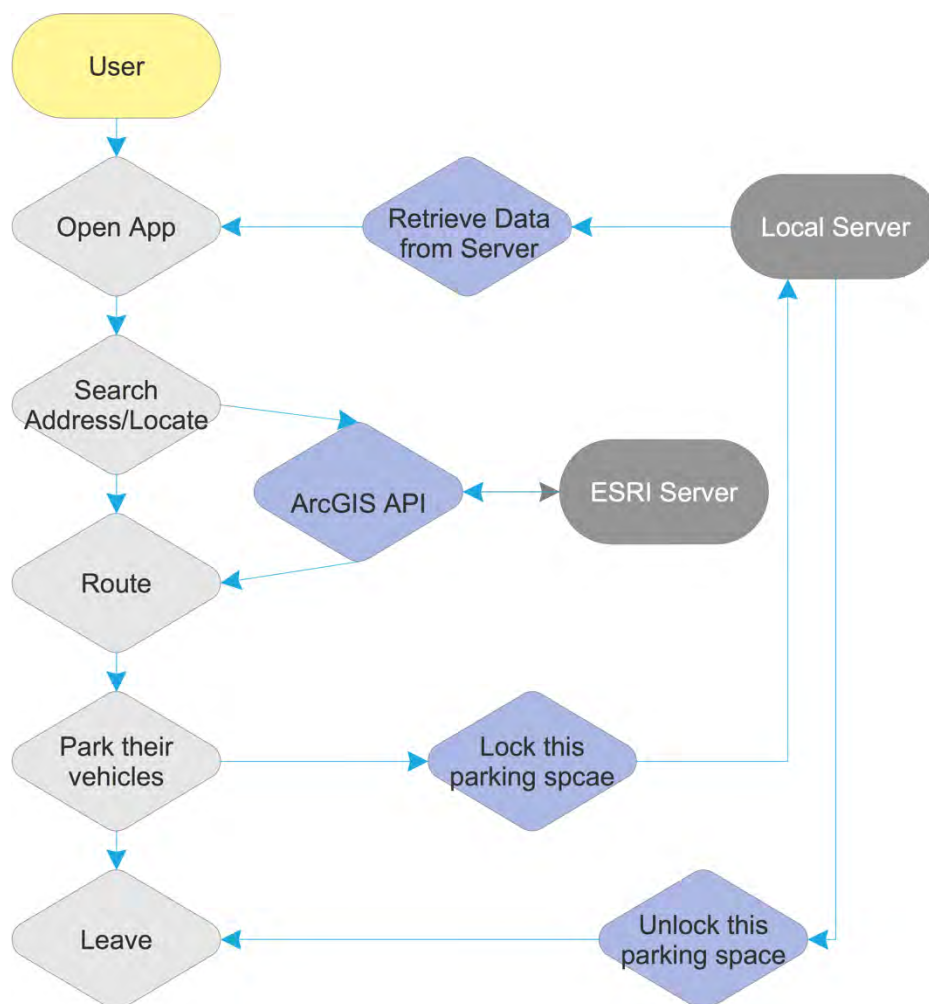 User
Open App
Retrieve Data
from Server
Local Server
Search
Address/Locate
ArcGIS API
ESRI Server
Route
Park their
vehicles
Lock this
parking spcae
Leave
Unlock this
parking space